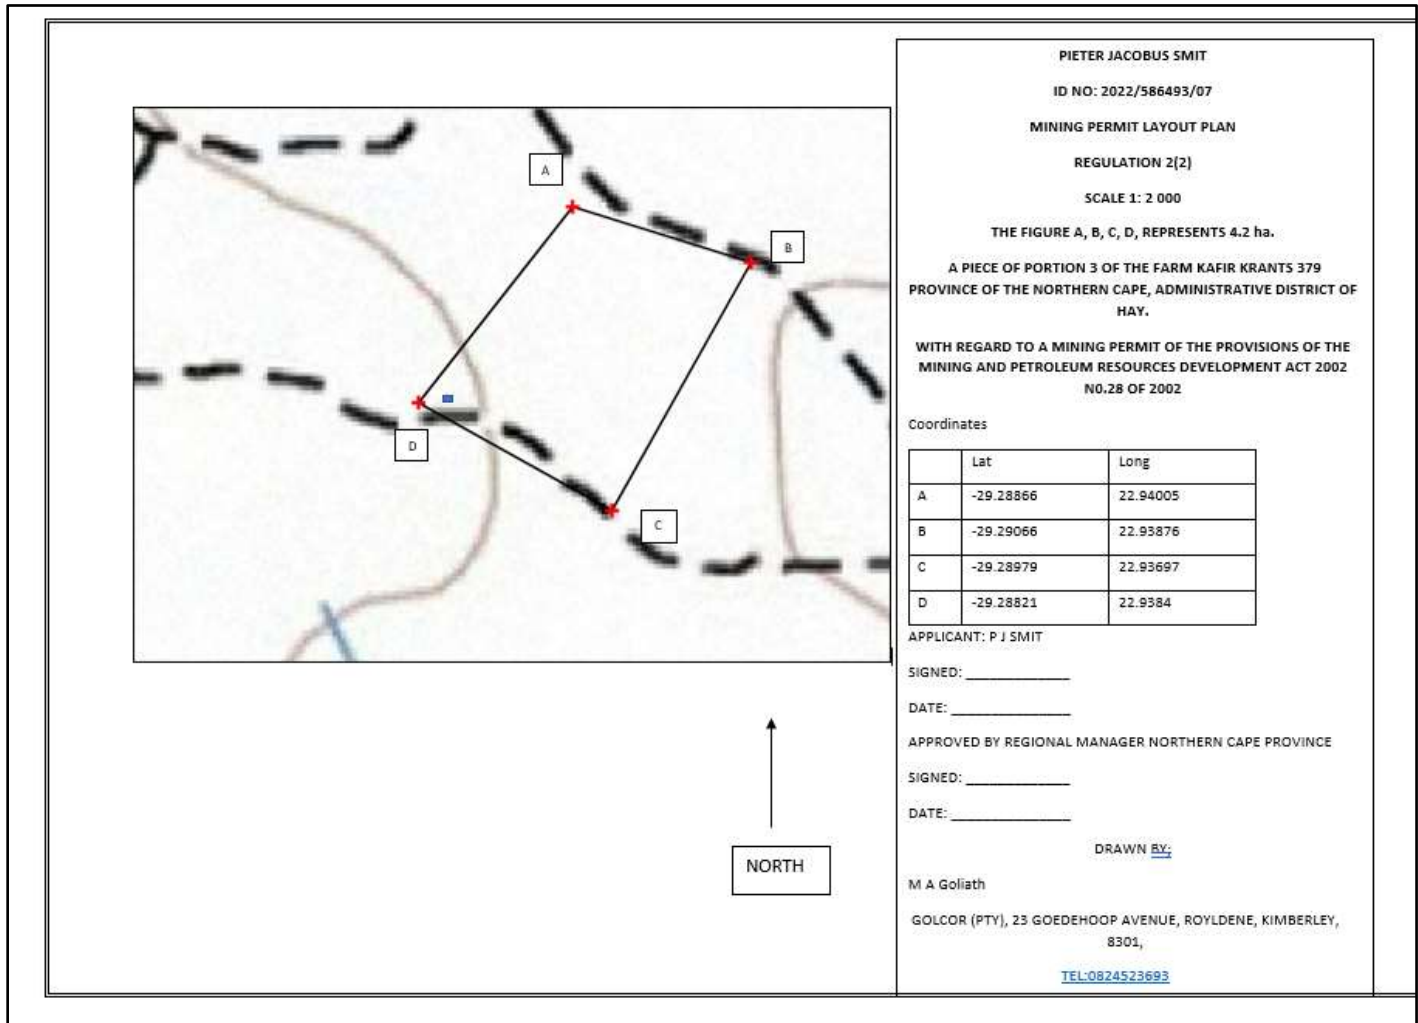 A
B
D
C
NORTH
PIETER JACOBUS SMIT
ID NO: 2022/586493/07
MINING PERMIT LAYOUT PLAN
REGULATION 2(2)
SCALE 1: 2 000
THE FIGURE A, B, C, D, REPRESENTS 4.2 ha.
A PIECE OF PORTION 3 OF THE FARM KAFIR KRANTS 379
PROVINCE OF THE NORTHERN CAPE, ADMINISTRATIVE DISTRICT OF
HAY.
WITH REGARD TO A MINING PERMIT OF THE PROVISIONS OF THE
MINING AND PETROLEUM RESOURCES DEVELOPMENT ACT 2002
N0.28 OF 2002
Coordinates
Lat Long
A -29.28866 22.94005
B -29.29066 22.93876
C -29.28979 22.93697
D -29.28821 22.9384
APPLICANT: P J SMIT
SIGNED: ______________
DATE: ________________
APPROVED BY REGIONAL MANAGER NORTHERN CAPE PROVINCE
SIGNED: ______________
DATE: ________________
DRAWN BY;
M A Goliath
GOLCOR (PTY), 23 GOEDEHOOP AVENUE, ROYLDENE, KIMBERLEY,
8301,
TEL:0824523693